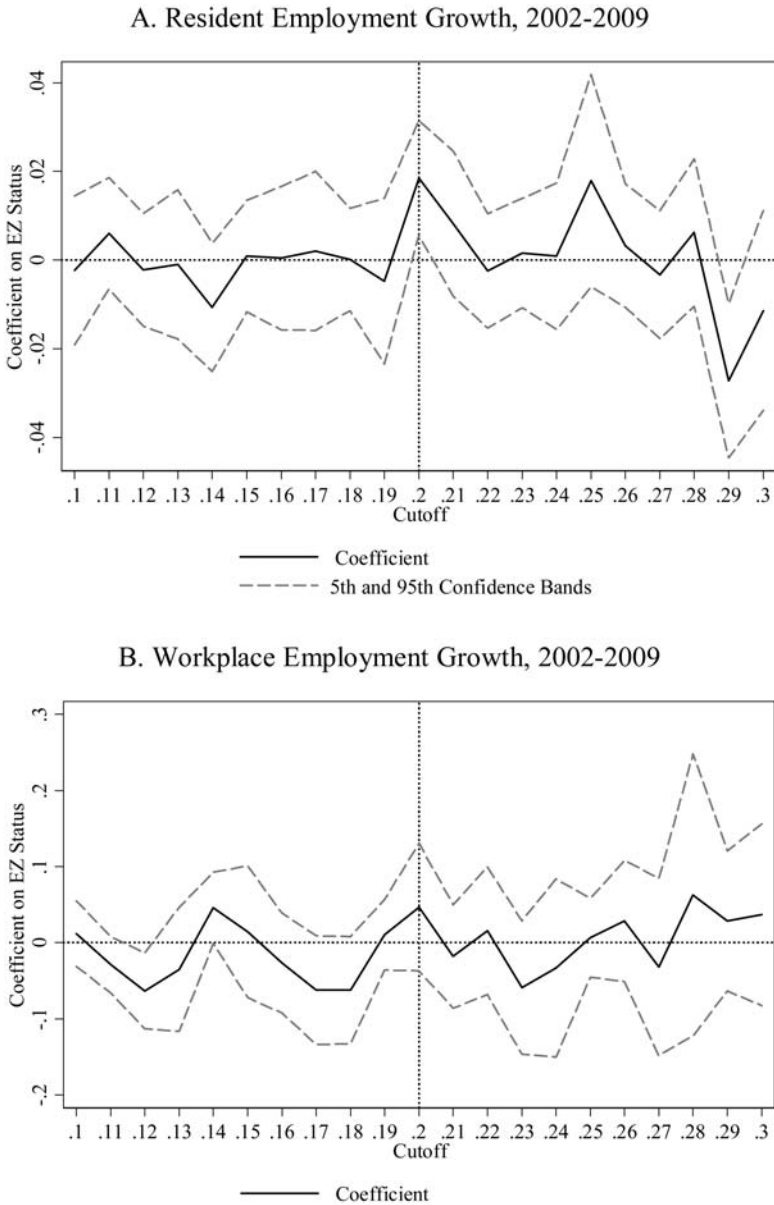 A. Resident Employment Growth, 2002-2009
Coefficient on EZ Status
.04
.02
0
-.02
-.04
.1 .11 .12 .13 .14 .15 .16 .17 .18 .19 .2 .21 .22 .23 .24 .25 .26 .27 .28 .29 .3
Cutoff
Coefficient
5th and 95th Confidence Bands
B. Workplace Employment Growth, 2002-2009
Coefficient on EZ Status
.3
.2
.1
0
-.1
-.2
.1 .11 .12 .13 .14 .15 .16 .17 .18 .19 .2 .21 .22 .23 .24 .25 .26 .27 .28 .29 .3
Cutoff
Coefficient